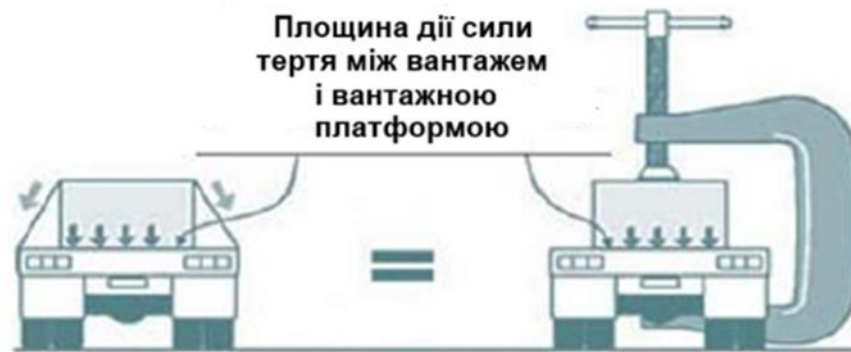 Площина дії сили
тертя між вантажем
і вантажною
платформою